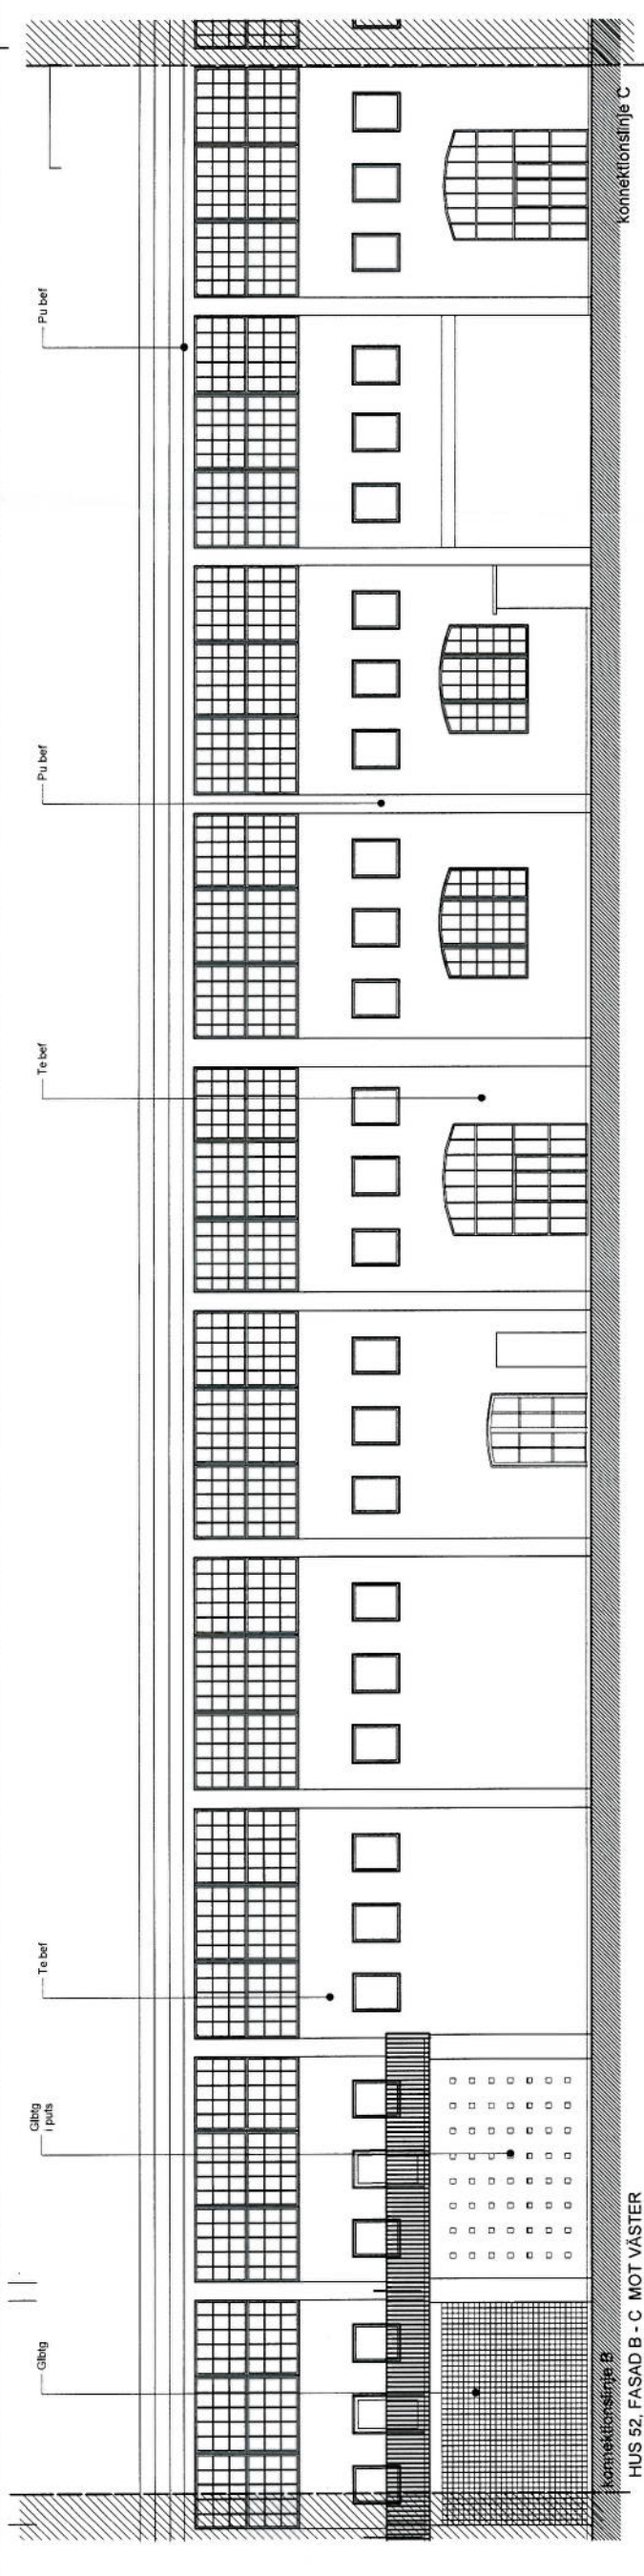 Glbtg
Glbtg
i puts
Te bef
Te bef
Pu bef
Pu bef
konnektionslinje B
konnektionslinje C
HUS 52, FASAD B - C MOT VÄSTER